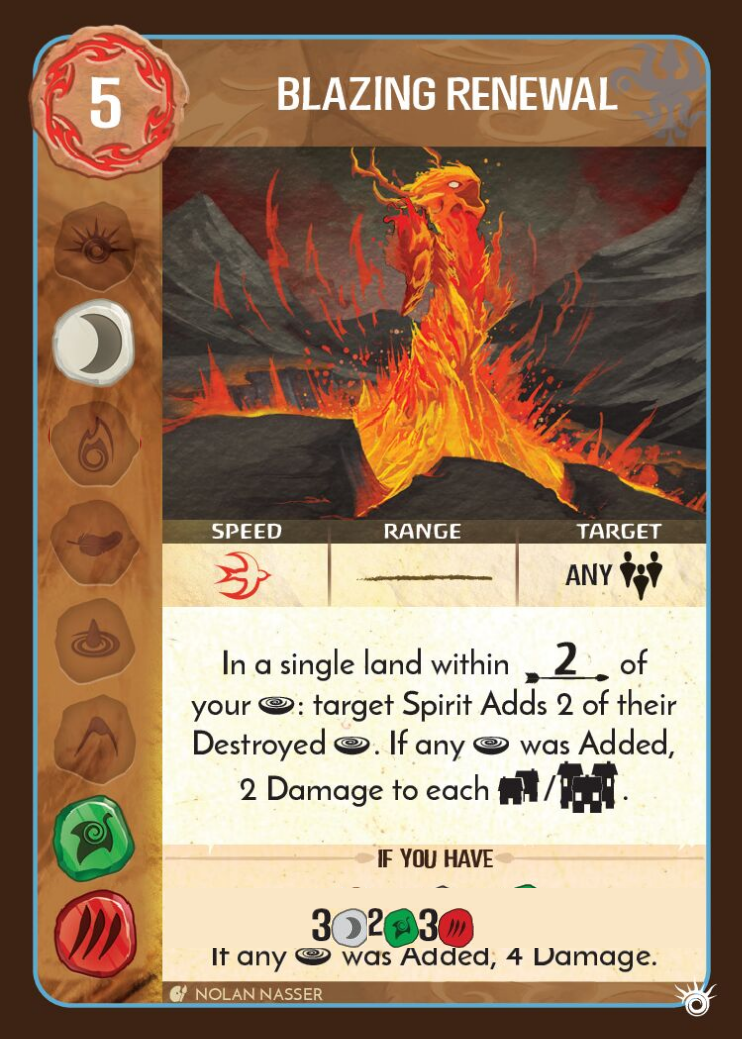 5
BLAZING RENEWAL
SPEED RANGE TARGET
ANY
In a single land within 2 of
your : target Spirit Adds 2 of their
Destroyed . If any was Added,
2 Damage to each / .
IF YOU HAVE
3 2 3
If any was Added, 4 Damage.
NOLAN NASSER